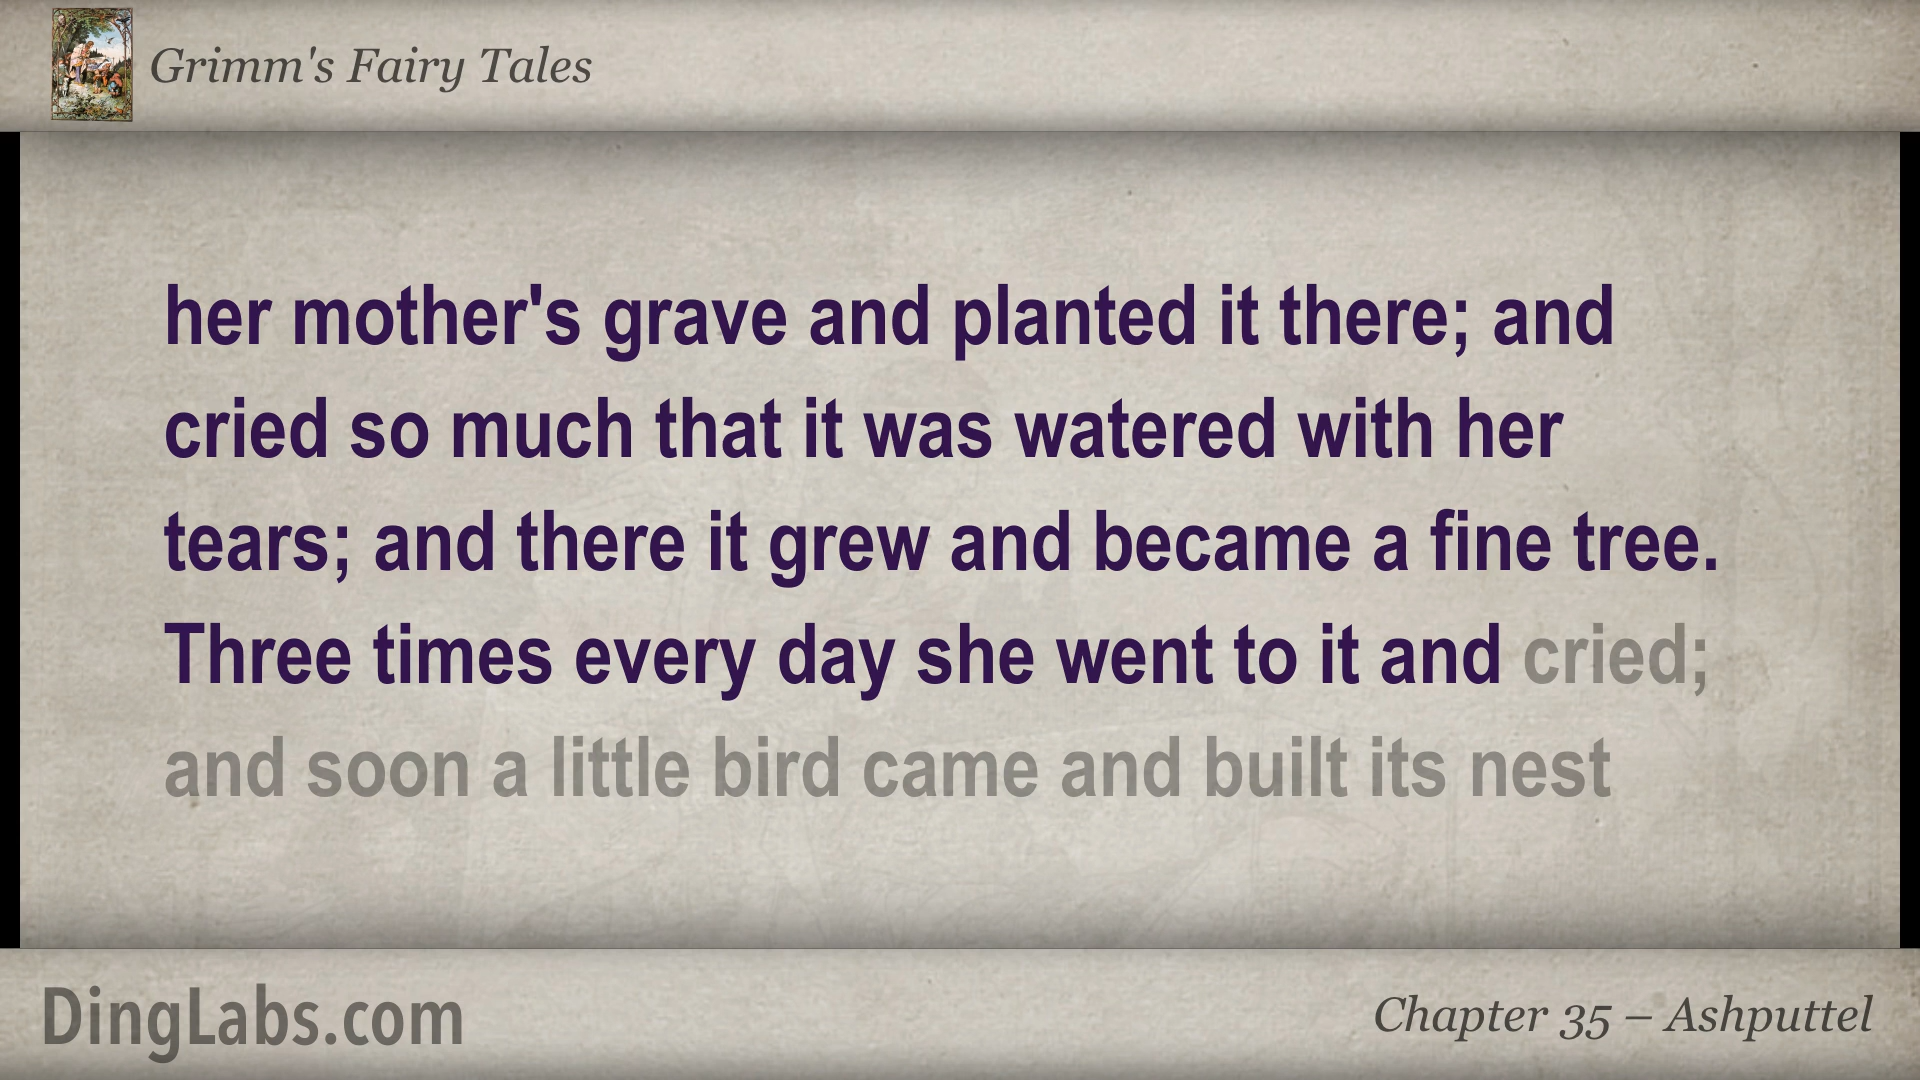 Grimm's Fairy Tales
her mother's grave and planted it there; and
cried so much that it was watered with her
tears; and there it grew and became a fine tree.
Three times every day she went to it and cried;
and soon a little bird came and built its nest
DingLabs.com
Chapter 35 – Ashputtel